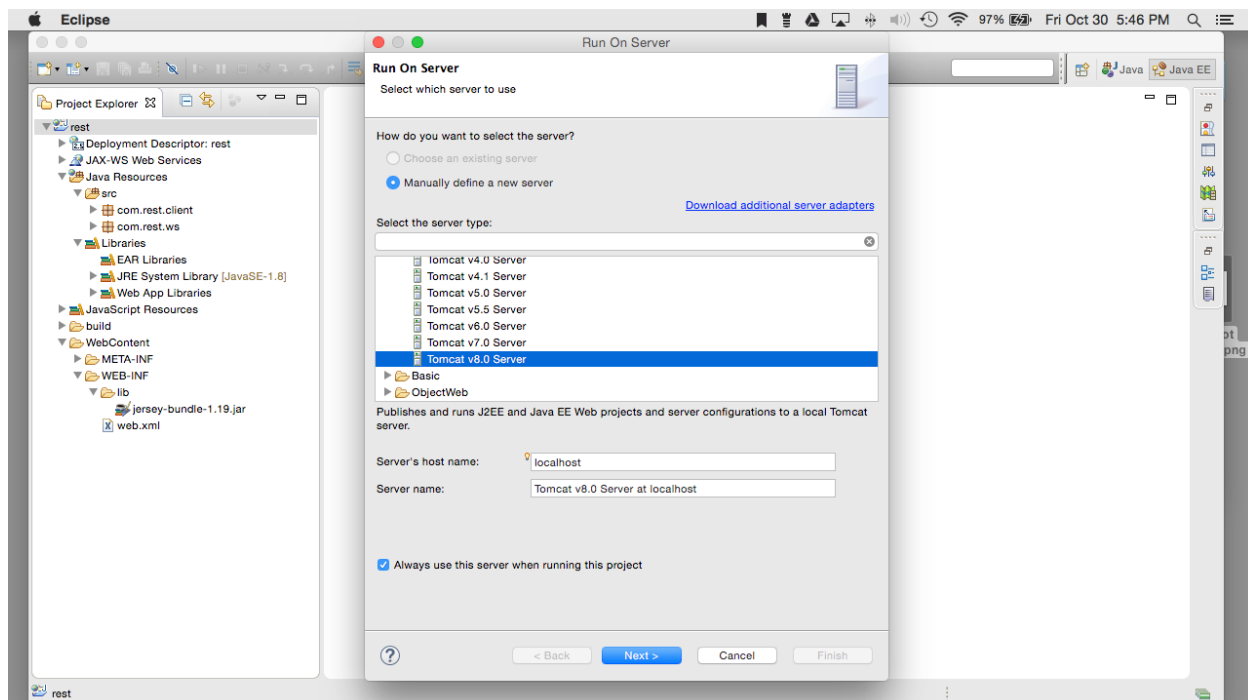 Eclipse
97%
Fri Oct 30 5:46 PM
Run On Server
Java
Java EE
Project Explorer
rest
Deployment Descriptor: rest
JAX-WS Web Services
Java Resources
src
com.rest.client
com.rest.ws
Libraries
EAR Libraries
JRE System Library [JavaSE-1.8]
Web App Libraries
JavaScript Resources
build
WebContent
META-INF
WEB-INF
lib
jersey-bundle-1.19.jar
web.xml
Run On Server
Select which server to use
How do you want to select the server?
Choose an existing server
Manually define a new server
Download additional server adapters
Select the server type:
Tomcat v4.0 Server
Tomcat v4.1 Server
Tomcat v5.0 Server
Tomcat v5.5 Server
Tomcat v6.0 Server
Tomcat v7.0 Server
Tomcat v8.0 Server
Basic
ObjectWeb
Publishes and runs J2EE and Java EE Web projects and server configurations to a local Tomcat
server.
Server's host name:
localhost
Server name:
Tomcat v8.0 Server at localhost
Always use this server when running this project
?
< Back
Next >
Cancel
Finish
rest
ot
png